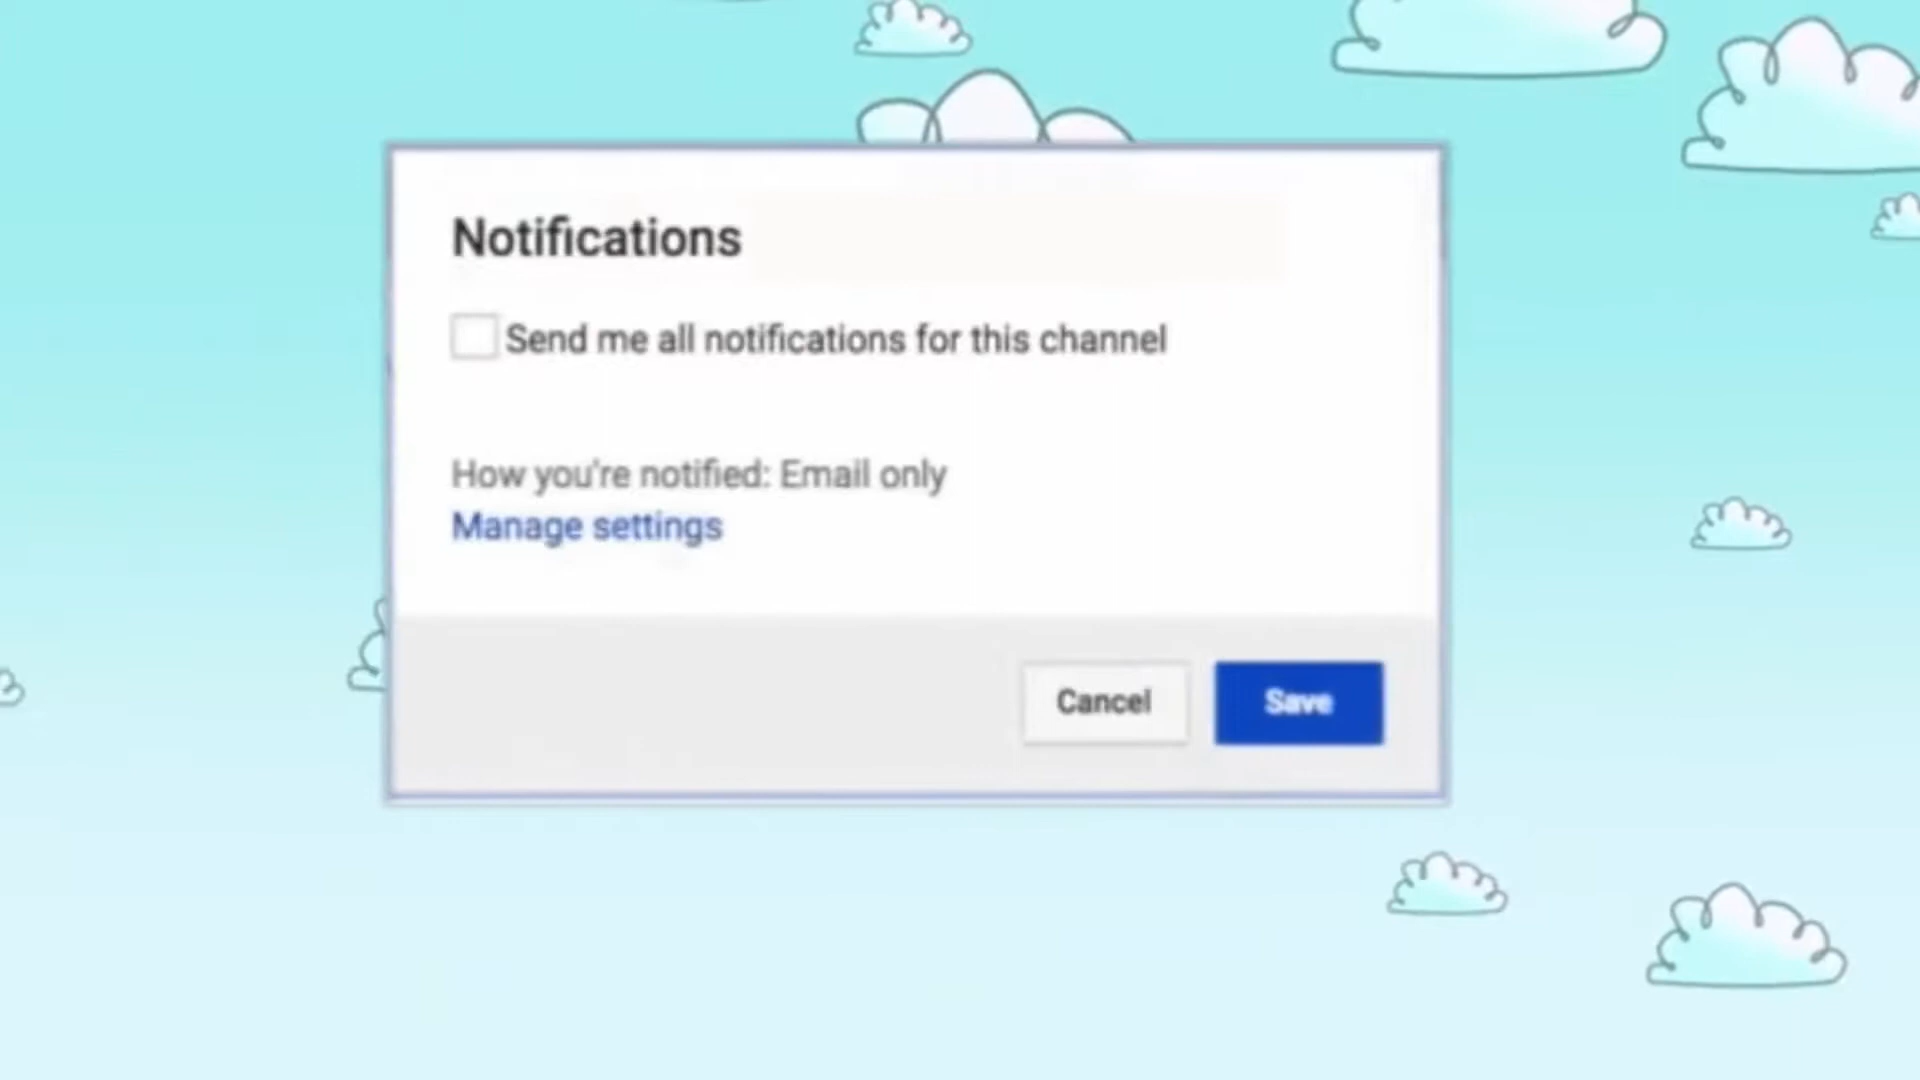 Notifications
Send me all notifications for this channel
How you're notified: Email only
Manage settings
Cancel
Save